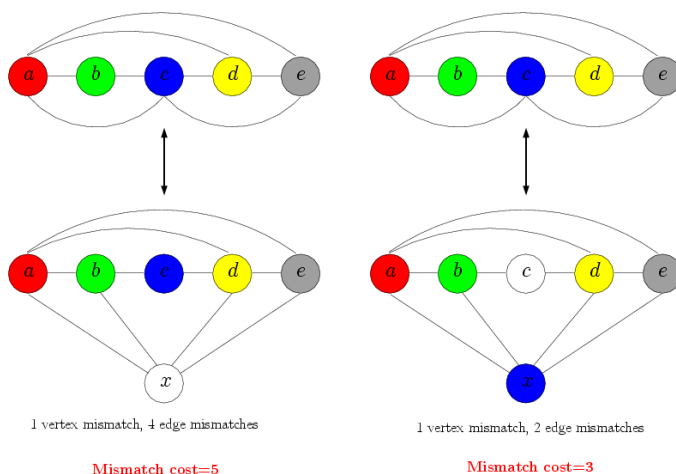 a b c d e a b c d e
a b c d e a b c d e
x x
1 vertex mismatch, 4 edge mismatches 1 vertex mismatch, 2 edge mismatches
Mismatch cost=5 Mismatch cost=3